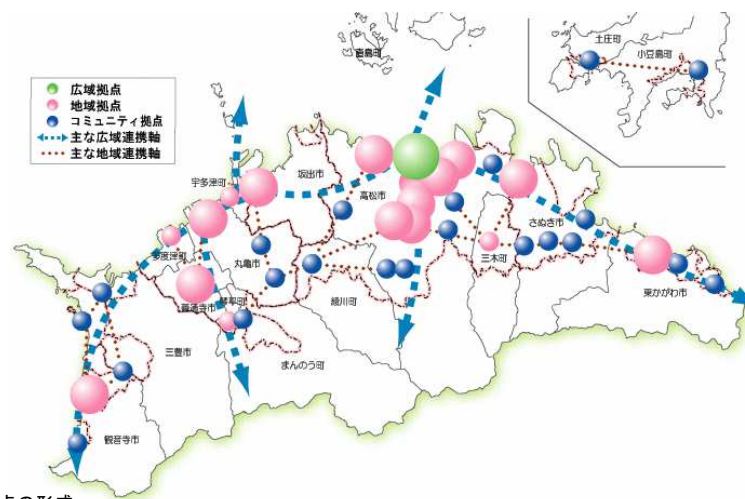 土庄町
小豆島町
直島町
広域拠点
地域拠点
コミュニティ拠点
主な広域連携軸
主な地域連携軸
宇多津町
坂出市
高松市
さぬき市
多度津町
丸亀市
三木町
善通寺市
琴平町
綾川町
東かがわ市
三豊市
まんのう町
観音寺市
点の形成